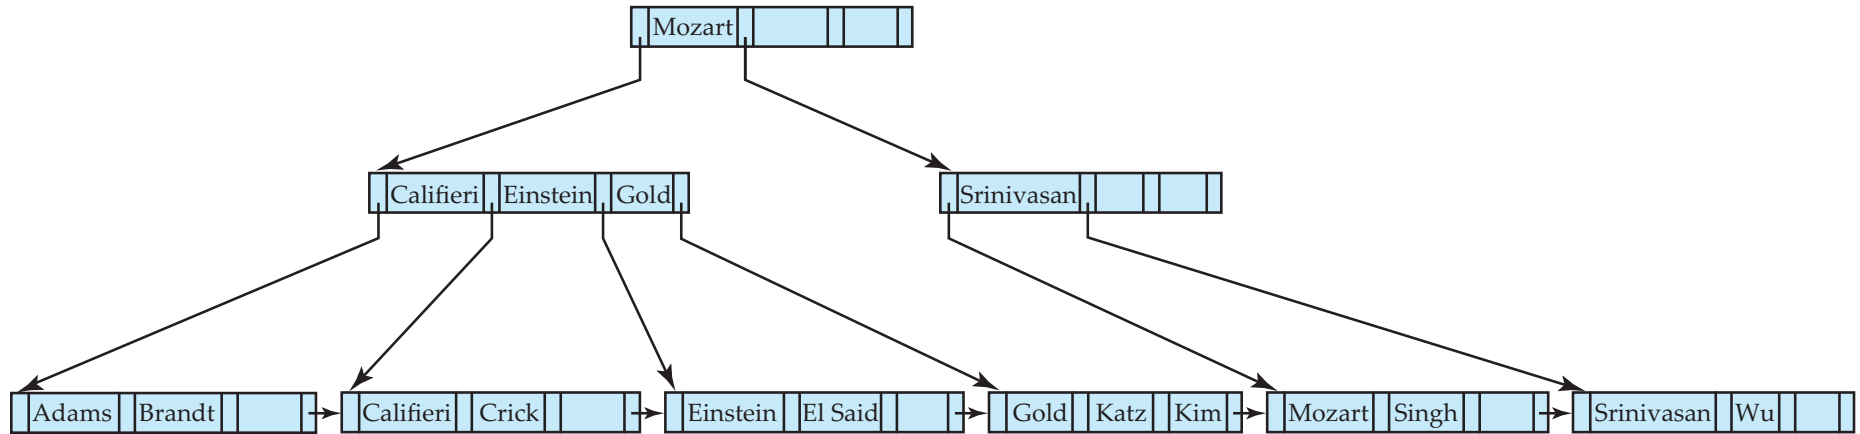 Mozart
Califieri Einstein Gold Srinivasan
Adams Brandt Califieri Crick Einstein El Said Gold Katz Kim Mozart Singh Srinivasan Wu